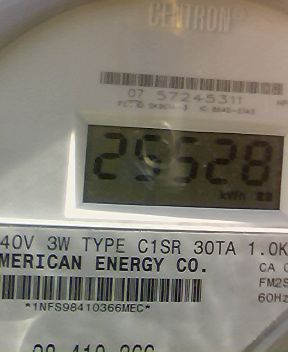 CENTRON
07 57245311
29528
kWh
40V 3W TYPE C1SR 30TA 1.0K
MERICAN ENERGY CO.
CA
FM2S
60Hz
*1NFS98410366MEC*